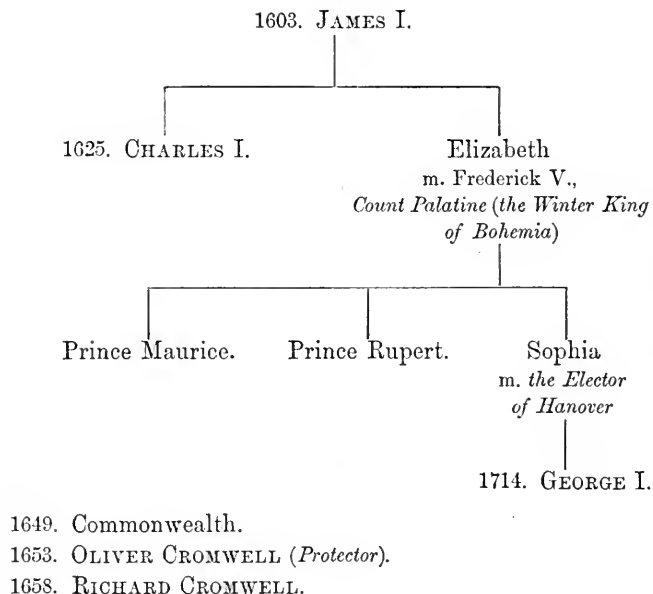 1603. JAMES I.
1625. CHARLES I.
Elizabeth
m. Frederick V.,
Count Palatine (the Winter King
of Bohemia)
Prince Maurice.
Prince Rupert.
Sophia
m. the Elector
of Hanover
1714. GEORGE I.
1649. Commonwealth.
1653. OLIVER CROMWELL (Protector).
1658. RICHARD CROMWELL.